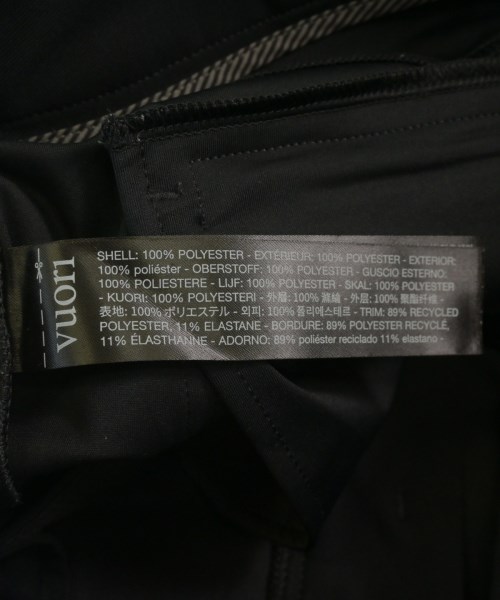 vuori
SHELL: 100% POLYESTER - EXTÉRIEUR: 100% POLYESTER - EXTERIOR:
100% poliéster - OBERSTOFF: 100% POLYESTER - GUSCIO ESTERNO:
100% POLIESTERE - LIJF: 100% POLYESTER - SKAL: 100% POLYESTER
- KUORI: 100% POLYESTERI - 外層: 100% 滌綸 - 外层: 100% 聚酯纤维 -
表地: 100% ポリエステル - 외피: 100% 폴리에스테르 - TRIM: 89% RECYCLED
POLYESTER, 11% ELASTANE - BORDURE: 89% POLYESTER RECYCLÉ,
11% ÉLASTHANNE - ADORNO: 89% poliéster reciclado 11% elastano -